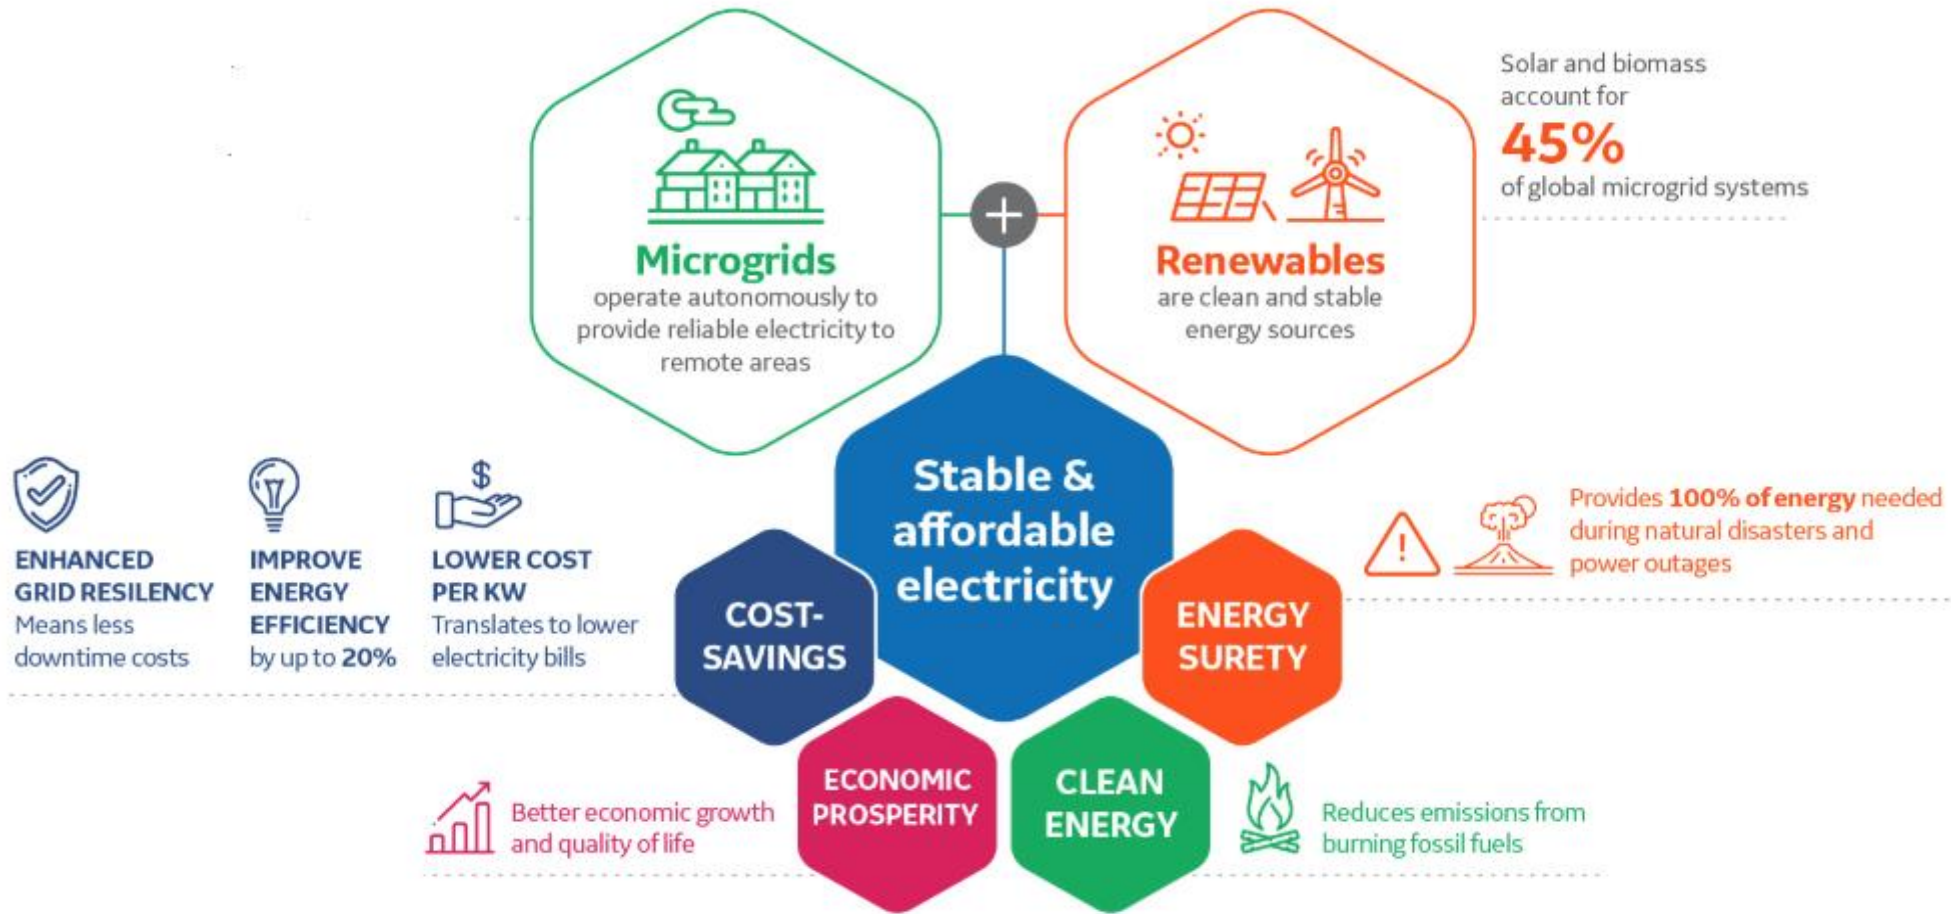 Microgrids
operate autonomously to
provide reliable electricity to
remote areas
+
Renewables
are clean and stable
energy sources
Solar and biomass
account for
45%
of global microgrid systems
Stable &
affordable
electricity
ENHANCED
GRID RESILENCY
Means less
downtime costs
IMPROVE
ENERGY
EFFICIENCY
by up to 20%
$
LOWER COST
PER KW
Translates to lower
electricity bills
COST-
SAVINGS
ENERGY
SURETY
!
Provides 100% of energy needed
during natural disasters and
power outages
Better economic growth
and quality of life
ECONOMIC
PROSPERITY
CLEAN
ENERGY
Reduces emissions from
burning fossil fuels